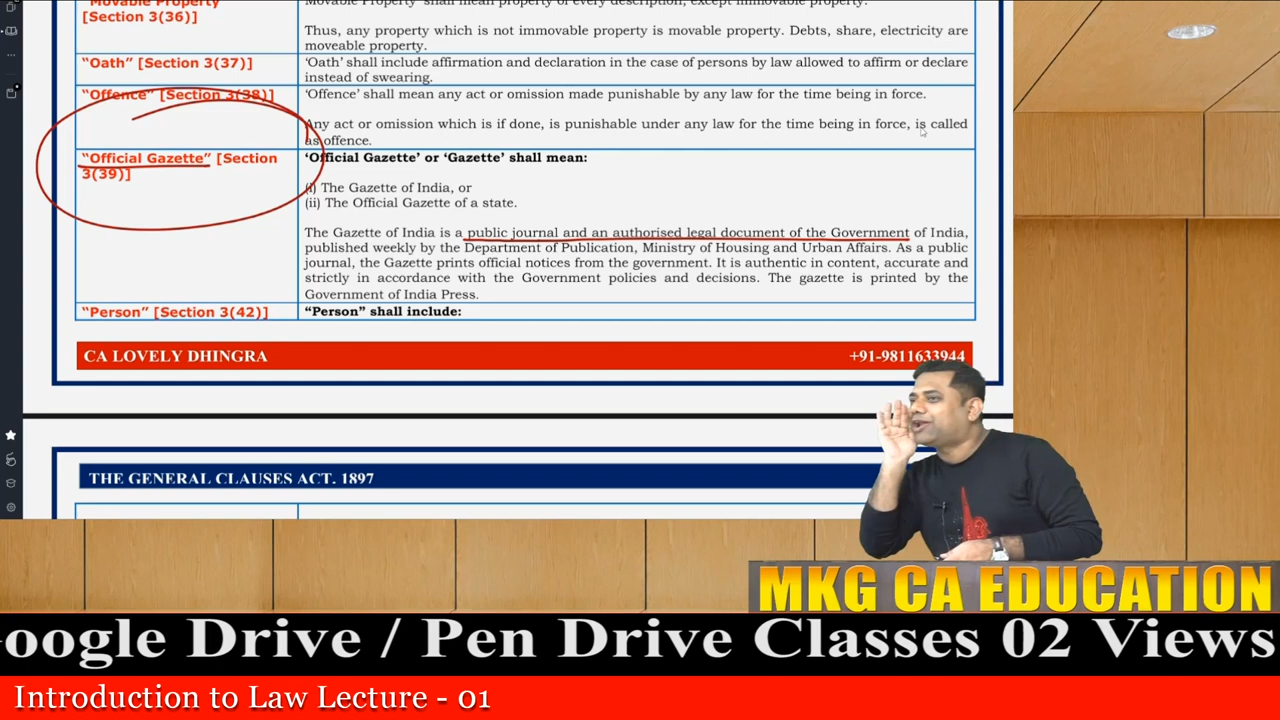 "Movable Property"
[Section 3(36)]
'Movable Property' shall mean property of every description, except immovable property.
Thus, any property which is not immovable property is movable property. Debts, share, electricity are
moveable property.
"Oath" [Section 3(37)]
'Oath' shall include affirmation and declaration in the case of persons by law allowed to affirm or declare
instead of swearing.
"Offence" [Section 3(38)]
'Offence' shall mean any act or omission made punishable by any law for the time being in force.
Any act or omission which is if done, is punishable under any law for the time being in force, is called
as offence.
"Official Gazette" [Section
3(39)]
'Official Gazette' or 'Gazette' shall mean:
(i) The Gazette of India, or
(ii) The Official Gazette of a state.
The Gazette of India is a public journal and an authorised legal document of the Government of India,
published weekly by the Department of Publication, Ministry of Housing and Urban Affairs. As a public
journal, the Gazette prints official notices from the government. It is authentic in content, accurate and
strictly in accordance with the Government policies and decisions. The gazette is printed by the
Government of India Press.
"Person" [Section 3(42)]
"Person" shall include:
CA LOVELY DHINGRA
+91-9811633944
THE GENERAL CLAUSES ACT, 1897
MKG CA EDUCATION
oogle Drive / Pen Drive Classes 02 Views
Introduction to Law Lecture - 01